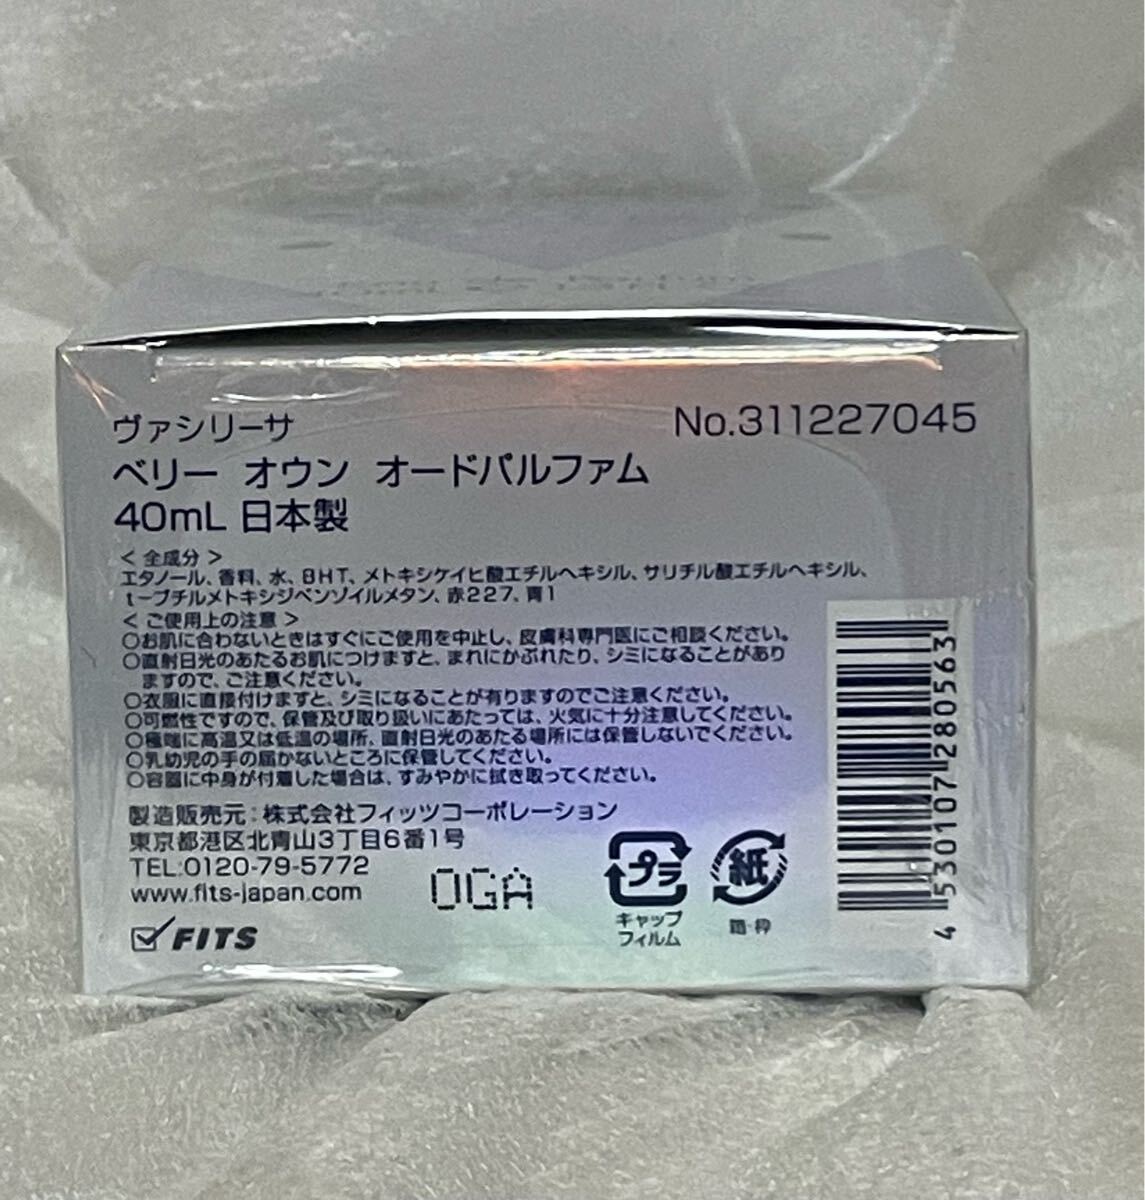 ヴァシリーサ
No.311227045
ベリー オウン オードパルファム
40mL 日本製
＜全成分＞
エタノール、香料、水、BHT、メトキシケイヒ酸エチルヘキシル、サリチル酸エチルヘキシル、
t-ブチルメトキシジベンゾイルメタン、赤227、青1
＜ご使用上の注意＞
○お肌に合わないときはすぐにご使用を中止し、皮膚科専門医にご相談ください。
○直射日光のあたるお肌につけますと、まれにかぶれたり、シミになることがあり
ますので、ご注意ください。
○衣服に直接付けますと、シミになることが有りますのでご注意ください。
○可燃性ですので、保管及び取り扱いにあたっては、火気に十分注意してください。
○極端に高温又は低温の場所、直射日光のあたる場所には保管しないでください。
○乳幼児の手の届かないところに保管してください。
○容器に中身が付着した場合は、すみやかに拭き取ってください。
製造販売元：株式会社フィッツコーポレーション
東京都港区北青山3丁目6番1号
TEL:0120-79-5772
www.fits-japan.com
OGA
FITS
プラ
キャップ
フィルム
紙
箱・枠
4530107280563